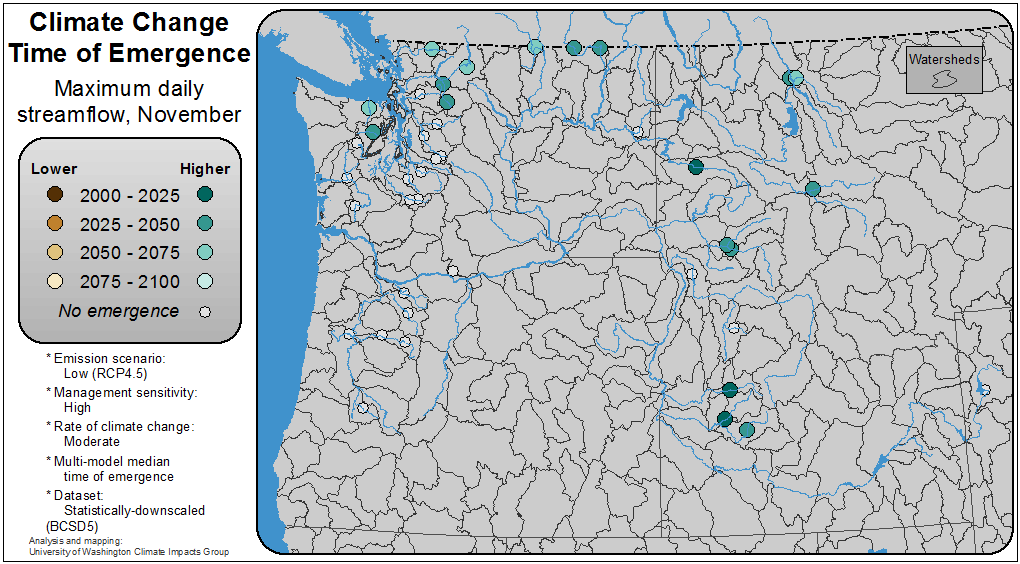 Climate Change
Time of Emergence
Maximum daily
streamflow, November
Lower Higher
2000 - 2025
2025 - 2050
2050 - 2075
2075 - 2100
No emergence
* Emission scenario:
Low (RCP4.5)
* Management sensitivity:
High
* Rate of climate change:
Moderate
* Multi-model median
time of emergence
* Dataset:
Statistically-downscaled
(BCSD5)
Analysis and mapping:
University of Washington Climate Impacts Group
Watersheds